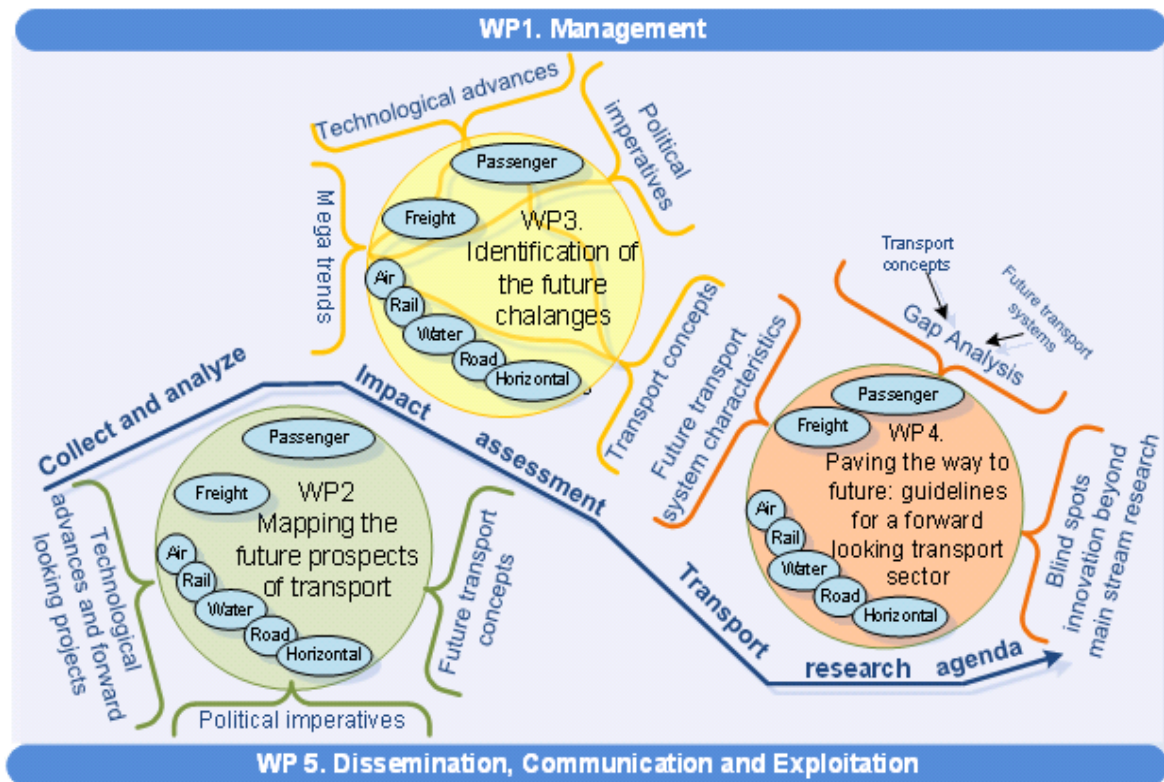 WP1. Management
Technological advances
Political
imperatives
Mega trends
Passenger
Freight
WP3.
Identification of
the future
chalanges
Air
Rail
Water
Road
Horizontal
Transport concepts
Future transport
system characteristics
Transport
concepts
Future transport
systems
Gap Analysis
Passenger
Freight
WP4.
Paving the way to
future: guidelines
for a forward
looking transport
sector
Air
Rail
Water
Road
Horizontal
Blind spots
innovation beyond
main stream research
Collect and analyze
Impact
assessment
Transport
research agenda
Passenger
Freight
WP2
Mapping the
future prospects
of transport
Air
Rail
Water
Road
Horizontal
Technological
advances and forward
looking projects
Future transport
concepts
Political imperatives
WP 5. Dissemination, Communication and Exploitation